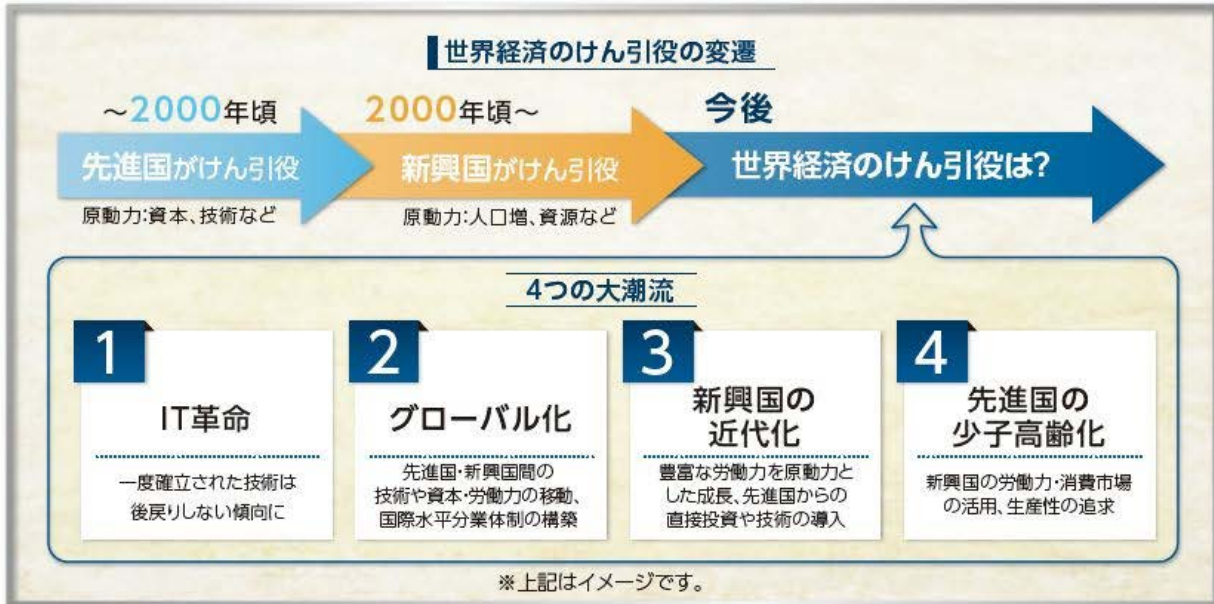 世界経済のけん引役の変遷
～2000年頃
2000年頃～
今後
先進国がけん引役
新興国がけん引役
世界経済のけん引役は?
原動力:資本、技術など
原動力:人口増、資源など
4つの大潮流
1
IT革命
一度確立された技術は
後戻りしない傾向に
2
グローバル化
先進国・新興国間の
技術や資本・労働力の移動、
国際水平分業体制の構築
3
新興国の
近代化
豊富な労働力を原動力と
した成長、先進国からの
直接投資や技術の導入
4
先進国の
少子高齢化
新興国の労働力・消費市場
の活用、生産性の追求
※上記はイメージです。